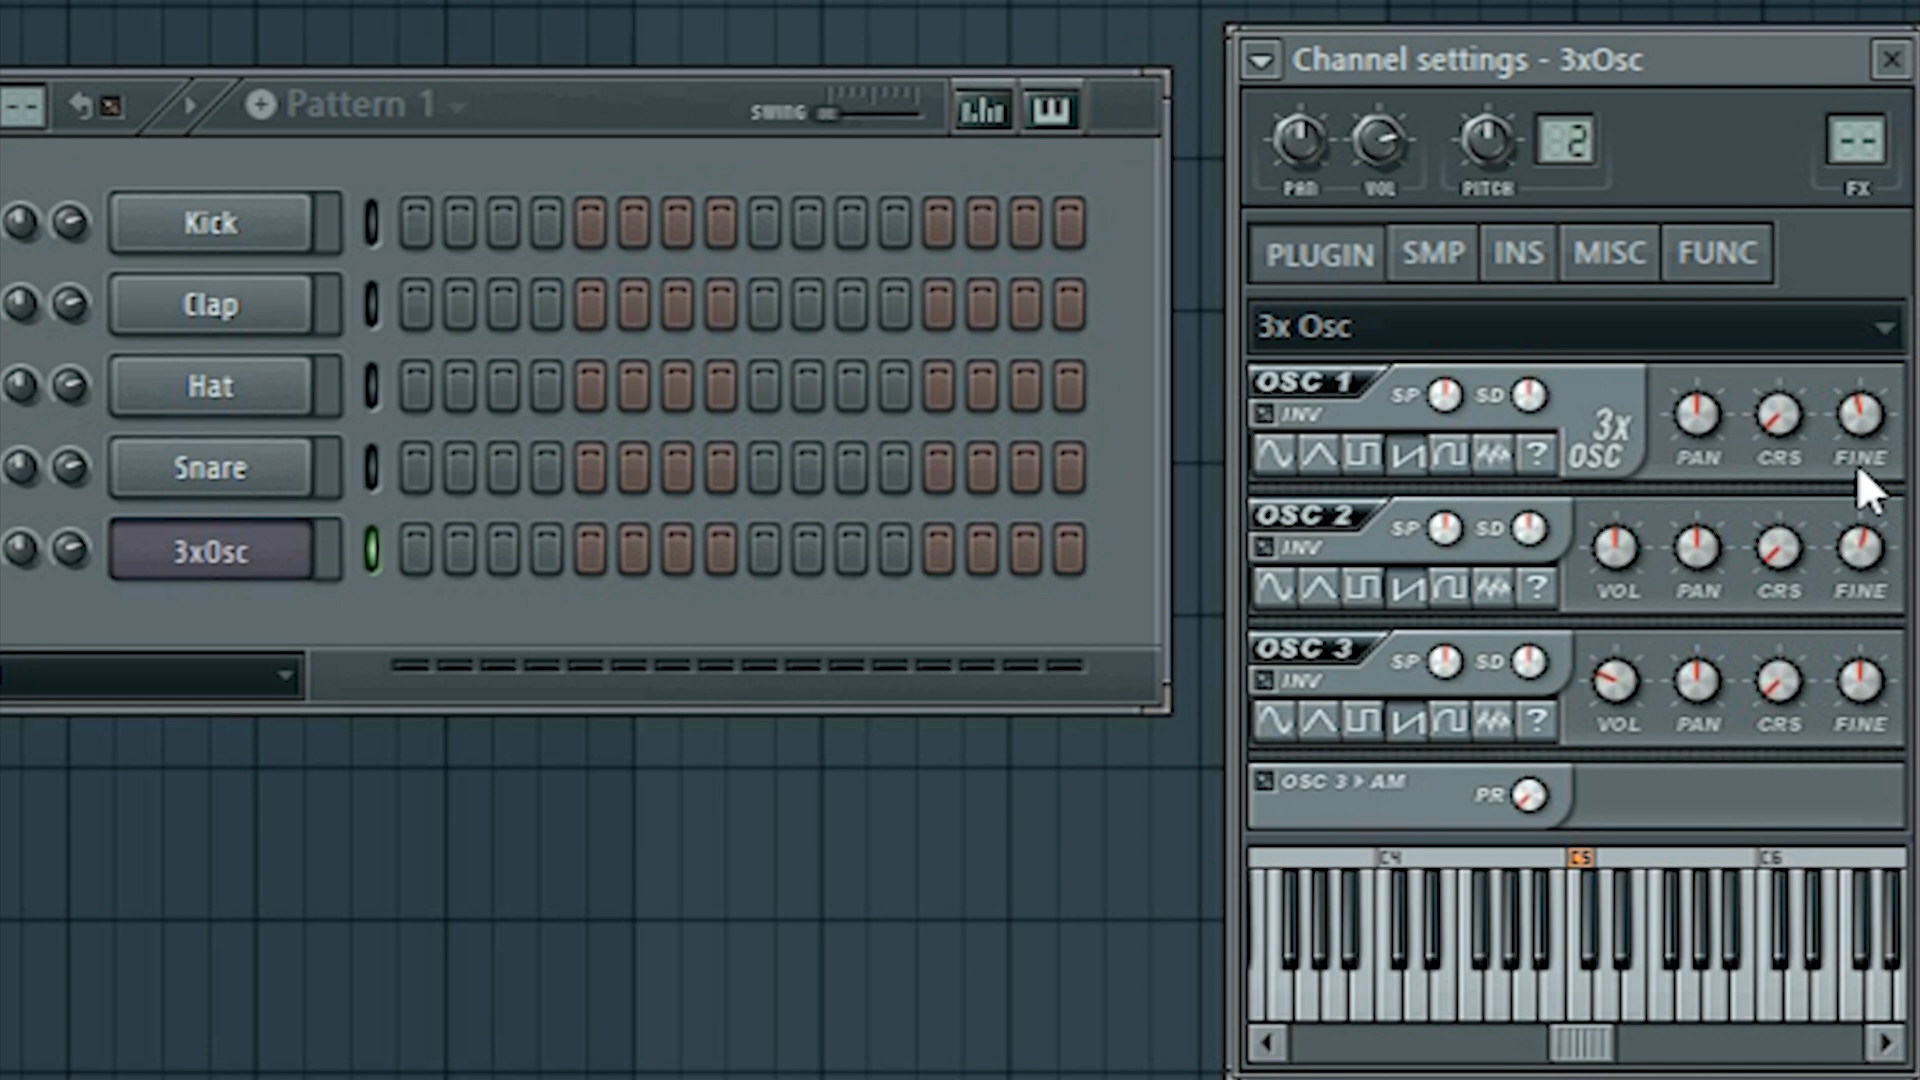 Pattern 1
SWING
Kick
Clap
Hat
Snare
3xOsc
Channel settings - 3xOsc
2
PAN VOL PITCH FX
PLUGIN SMP INS MISC FUNC
3x Osc
OSC 1 SP SD
INV
3x
OSC
PAN CRS FINE
?
OSC 2 SP SD
INV
VOL PAN CRS FINE
?
OSC 3 SP SD
INV
VOL PAN CRS FINE
?
OSC 3 ▸ AM PR
C4 C5 C6